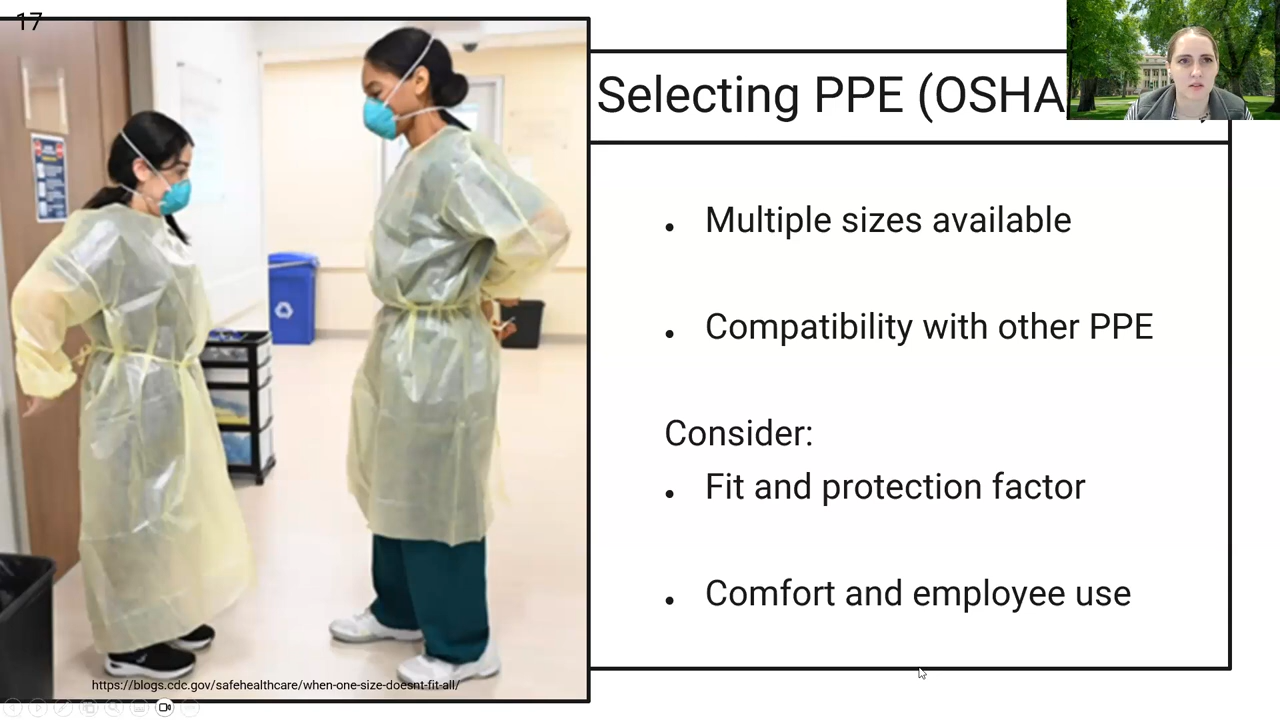 17
Selecting PPE (OSHA
• Multiple sizes available
• Compatibility with other PPE
Consider:
• Fit and protection factor
• Comfort and employee use
https://blogs.cdc.gov/safehealthcare/when-one-size-doesnt-fit-all/